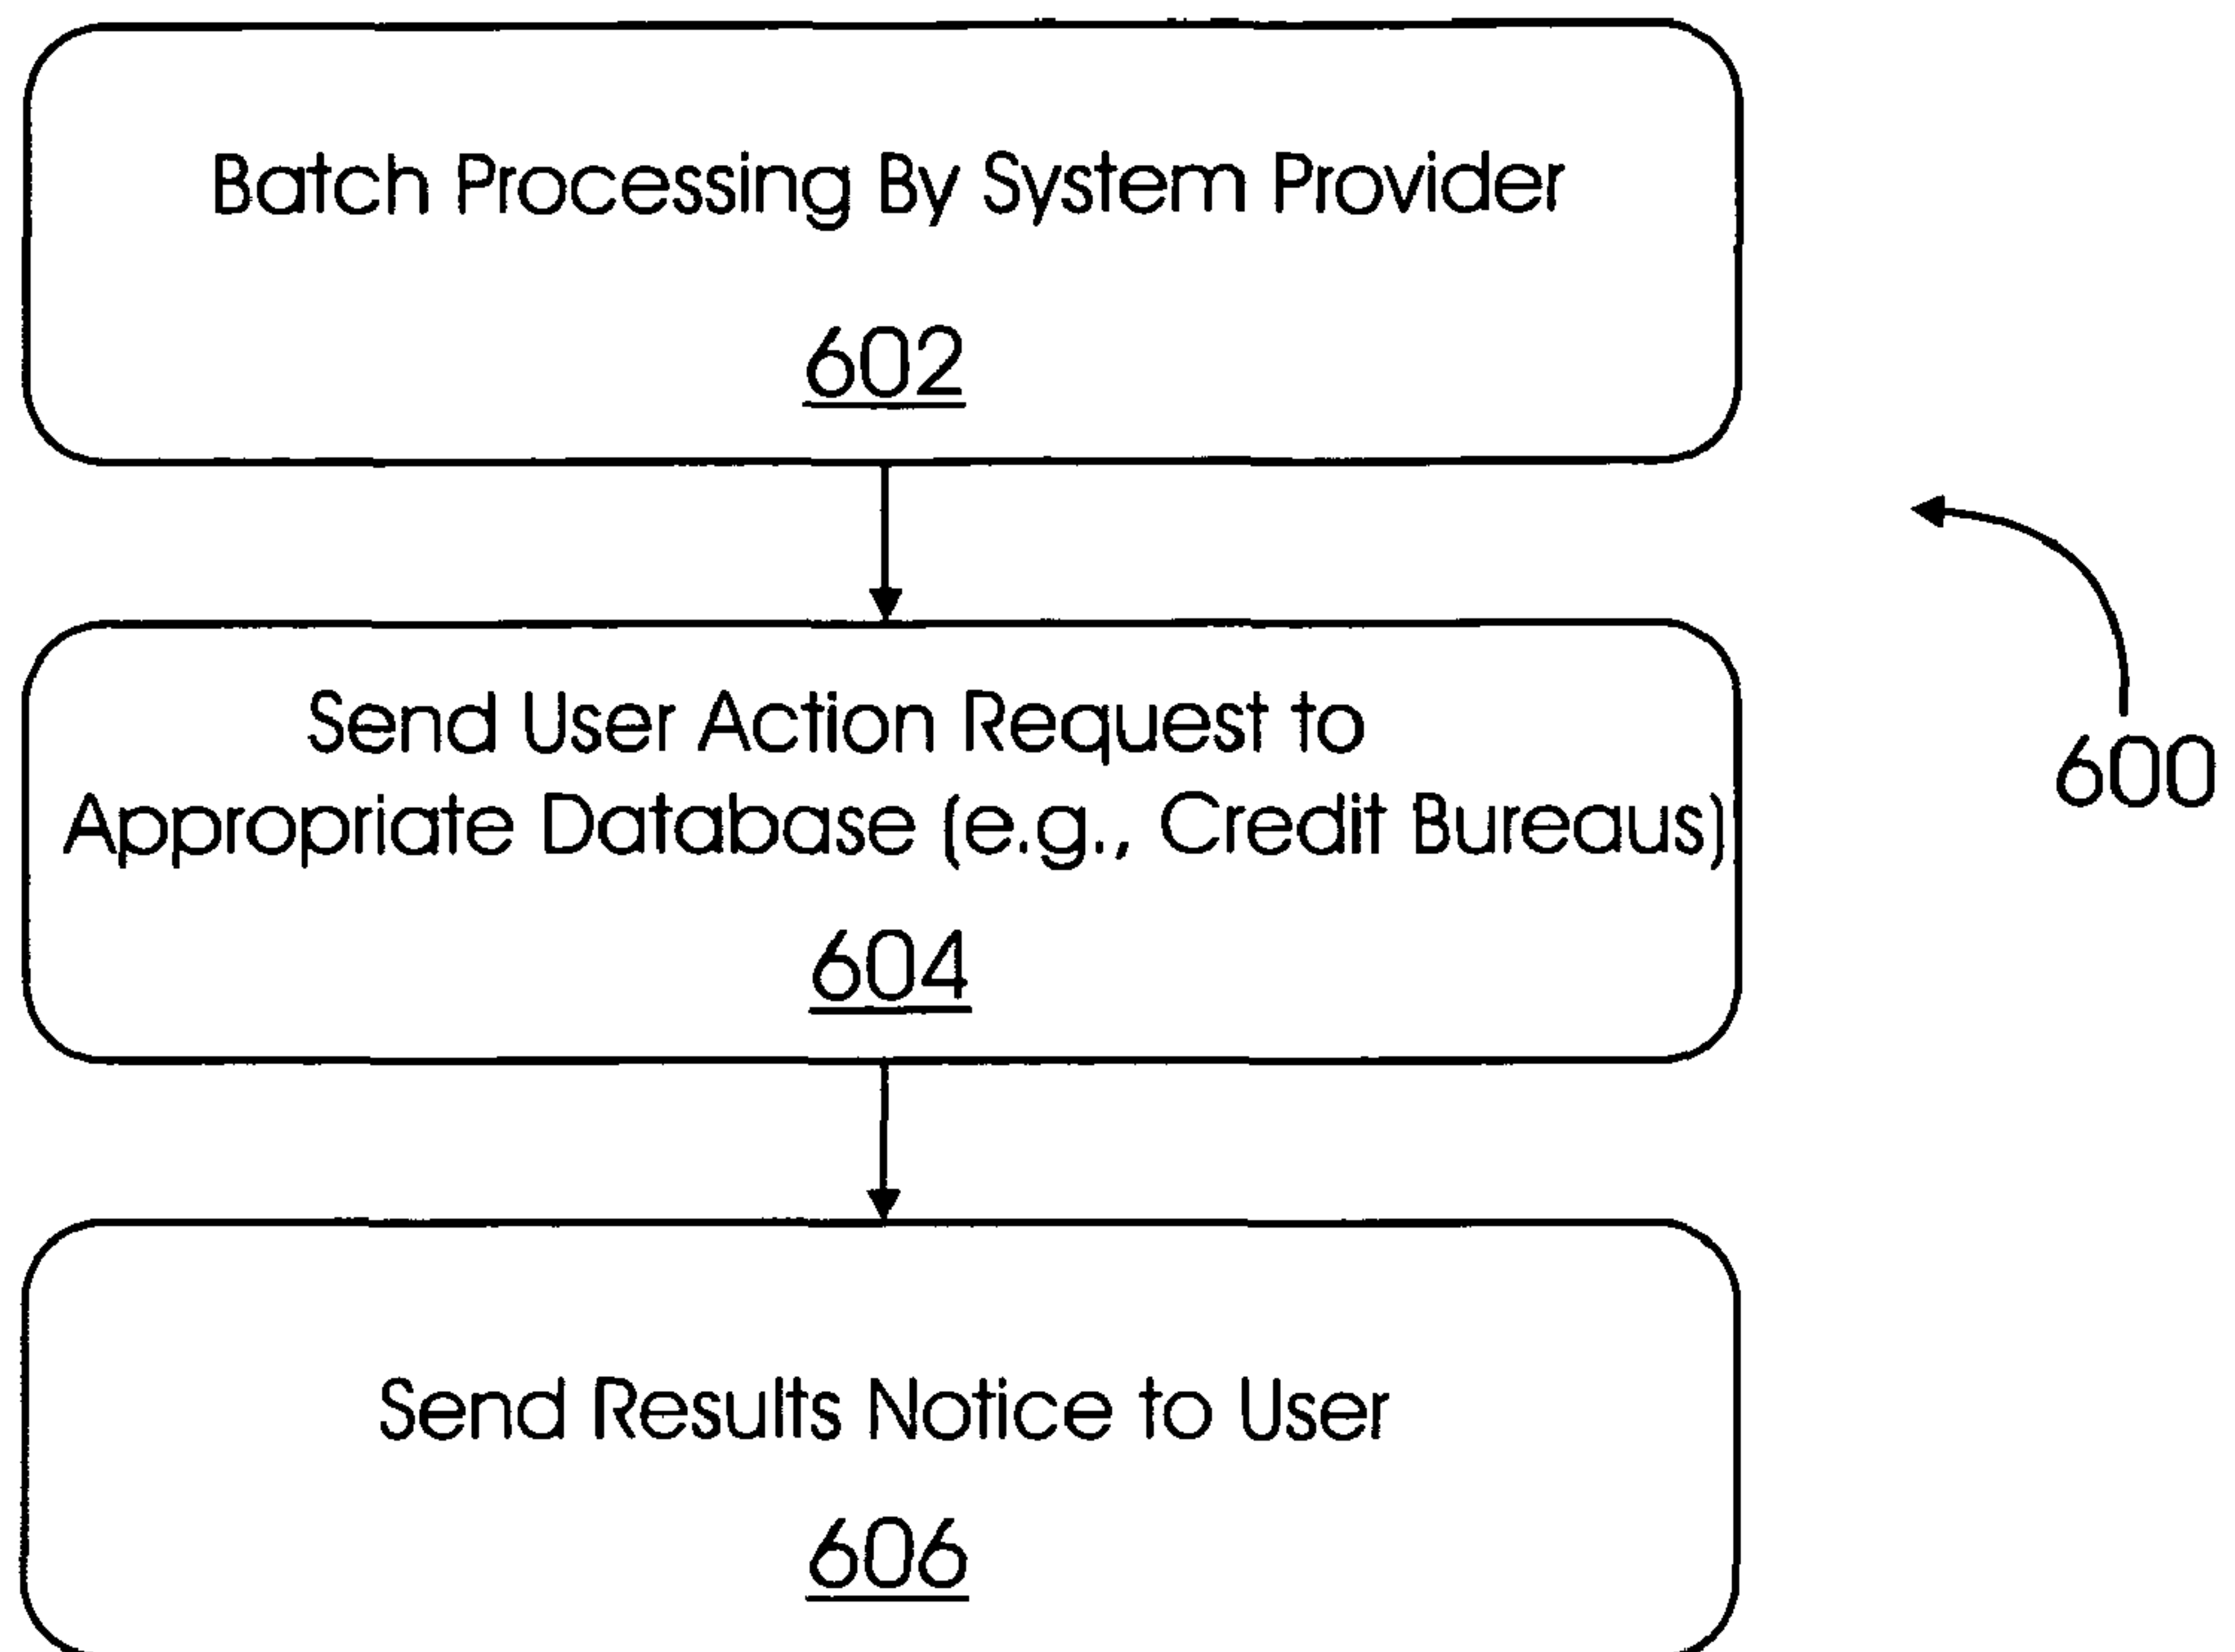 Batch Processing By System Provider
602
Send User Action Request to
Appropriate Database (e.g., Credit Bureaus)
604
600
Send Results Notice to User
606